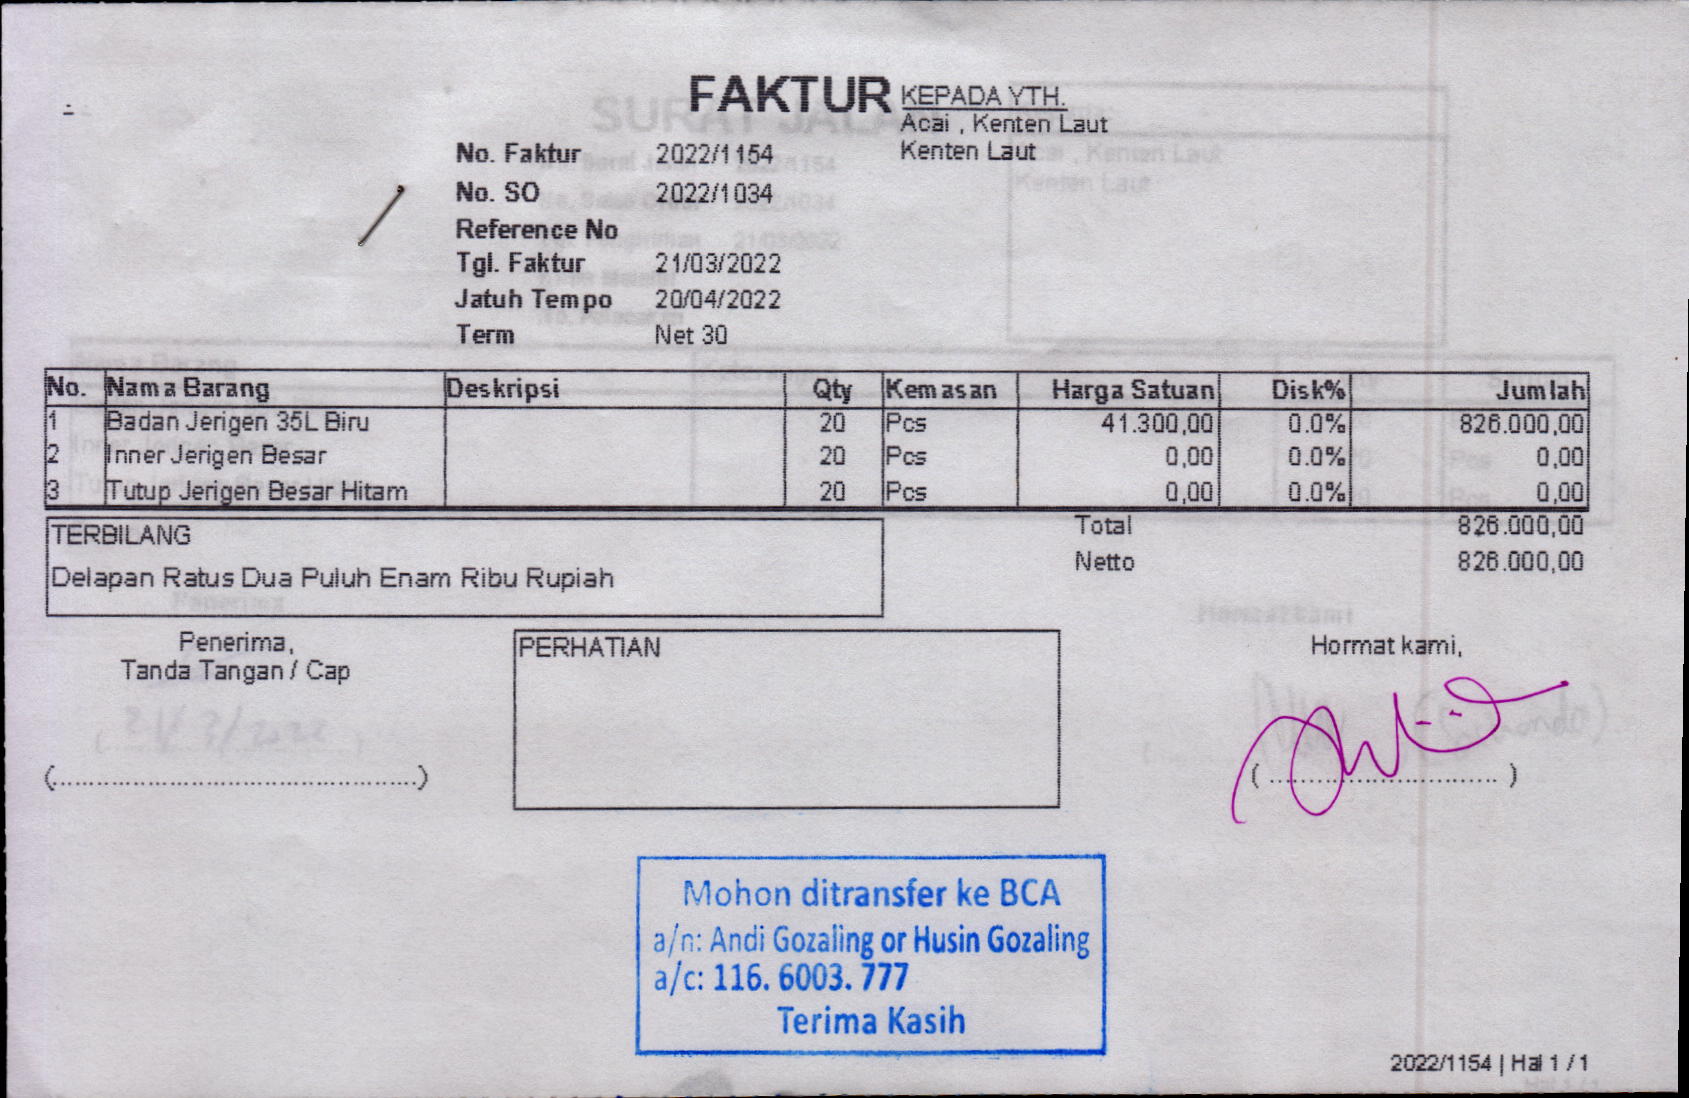 FAKTUR
KEPADA YTH.
Acai , Kenten Laut
Kenten Laut
No. Faktur 2022/1154
No. SO 2022/1034
Reference No
Tgl. Faktur 21/03/2022
Jatuh Tempo 20/04/2022
Term Net 30
No. Nama Barang Deskripsi Qty Kemasan Harga Satuan Disk% Jumlah
1 Badan Jerigen 35L Biru 20 Pcs 41.300,00 0.0% 826.000,00
2 Inner Jerigen Besar 20 Pcs 0,00 0.0% 0,00
3 Tutup Jerigen Besar Hitam 20 Pcs 0,00 0.0% 0,00
Total 826.000,00
Netto 826.000,00
TERBILANG
Delapan Ratus Dua Puluh Enam Ribu Rupiah
Penerima,
Tanda Tangan / Cap
(................................................)
PERHATIAN
Hormat kami,
(..............................)
Mohon ditransfer ke BCA
a/n: Andi Gozaling or Husin Gozaling
a/c: 116. 6003. 777
Terima Kasih
2022/1154 | Hal 1 / 1